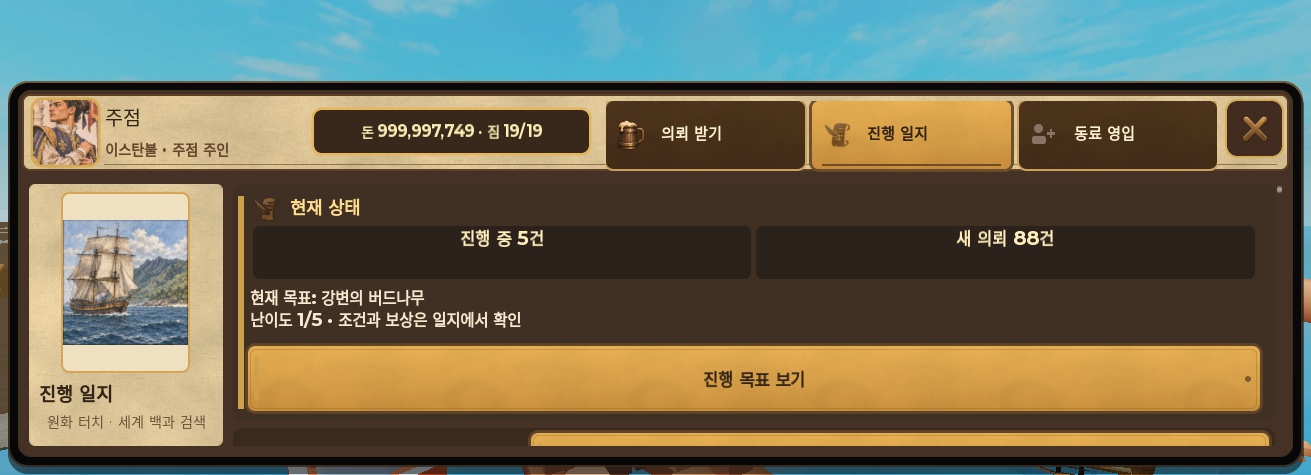 주점
이스탄불 • 주점 주인
돈 999,997,749 · 짐 19/19
의뢰 받기
진행 일지
동료 영입
진행 일지
원화 터치 · 세계 백과 검색
현재 상태
진행 중 5건
새 의뢰 88건
현재 목표: 강변의 버드나무
난이도 1/5 • 조건과 보상은 일지에서 확인
진행 목표 보기